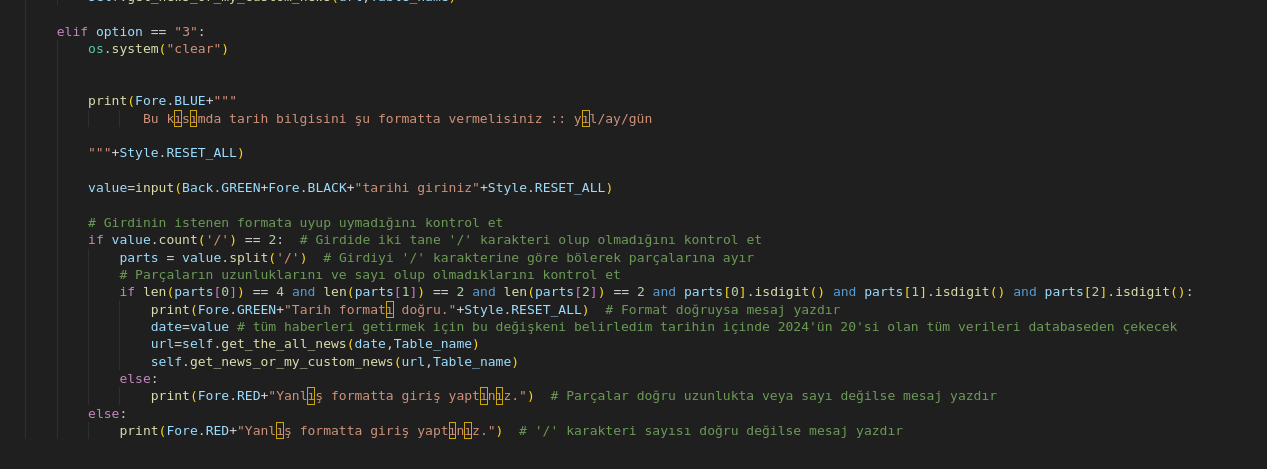 self.get_news_or_my_custom_news(url,Table_name)
elif option == "3":
os.system("clear")
print(Fore.BLUE+"""
Bu kısımda tarih bilgisini şu formatta vermelisiniz :: yıl/ay/gün
"""+Style.RESET_ALL)
value=input(Back.GREEN+Fore.BLACK+"tarihi giriniz"+Style.RESET_ALL)
# Girdinin istenen formata uyup uymadığını kontrol et
if value.count('/') == 2:  # Girdide iki tane '/' karakteri olup olmadığını kontrol et
parts = value.split('/')  # Girdiyi '/' karakterine göre bölerek parçalarına ayır
# Parçaların uzunluklarını ve sayı olup olmadıklarını kontrol et
if len(parts[0]) == 4 and len(parts[1]) == 2 and len(parts[2]) == 2 and parts[0].isdigit() and parts[1].isdigit() and parts[2].isdigit():
print(Fore.GREEN+"Tarih formatı doğru."+Style.RESET_ALL)  # Format doğruysa mesaj yazdır
date=value # tüm haberleri getirmek için bu değişkeni belirledim tarihin içinde 2024'ün 20'si olan tüm verileri databaseden çekecek
url=self.get_the_all_news(date,Table_name)
self.get_news_or_my_custom_news(url,Table_name)
else:
print(Fore.RED+"Yanlış formatta giriş yaptınız.")  # Parçalar doğru uzunlukta veya sayı değilse mesaj yazdır
else:
print(Fore.RED+"Yanlış formatta giriş yaptınız.")  # '/' karakteri sayısı doğru değilse mesaj yazdır